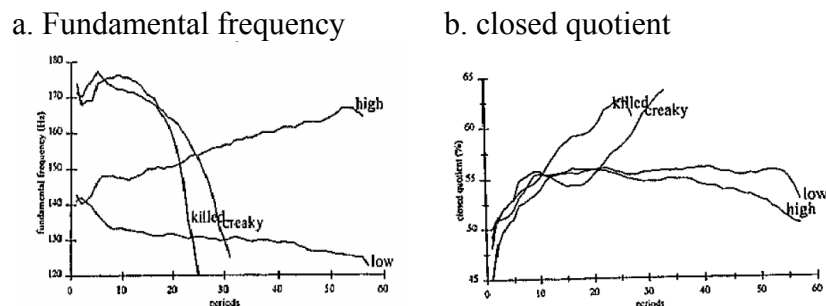 a. Fundamental frequency
b. closed quotient
180
170
160
150
140
130
120
fundamental frequency (Hz)
high
killed
creaky
low
0 10 20 30 40 50 60
periods
65
60
55
50
45
closed quotient (%)
killed
creaky
low
high
0 10 20 30 40 50 60
periods